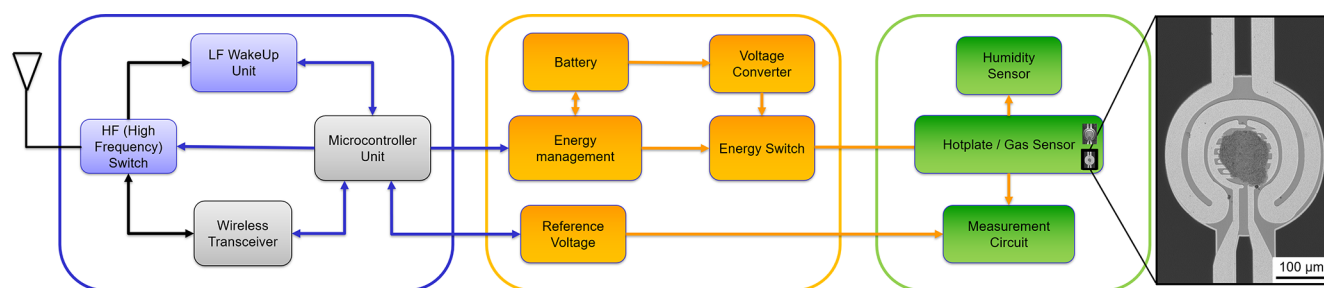 LF WakeUp
Unit
HF (High
Frequency)
Switch
Microcontroller
Unit
Wireless
Transceiver
Battery
Voltage
Converter
Energy
management
Energy Switch
Reference
Voltage
Humidity
Sensor
Hotplate / Gas Sensor
Measurement
Circuit
100 µm